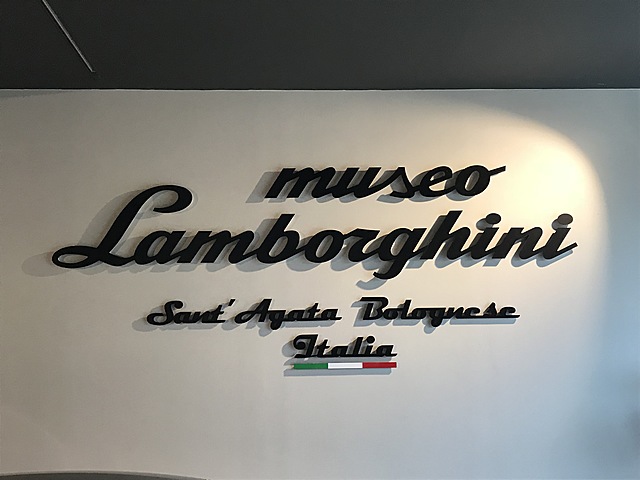 museo
Lamborghini
Sant'Agata Bolognese
Italia